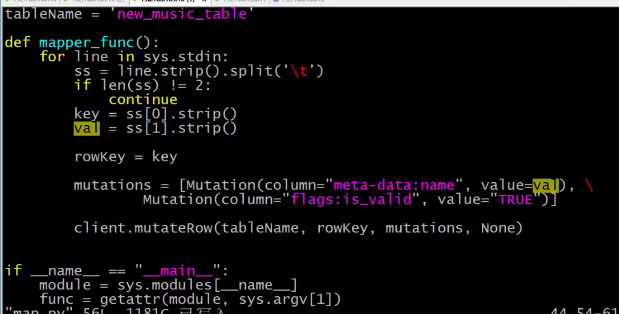 tableName = 'new_music_table'
def mapper_func():
    for line in sys.stdin:
        ss = line.strip().split('\t')
        if len(ss) != 2:
            continue
        key = ss[0].strip()
        val = ss[1].strip()
        rowKey = key
        mutations = [Mutation(column="meta-data:name", value=val), \
                Mutation(column="flags:is_valid", value="TRUE")]
        client.mutateRow(tableName, rowKey, mutations, None)
if __name__ == "__main__":
    module = sys.modules[__name__]
    func = getattr(module, sys.argv[1])
"map.py" 56L, 1181C 已写入 44,54-61